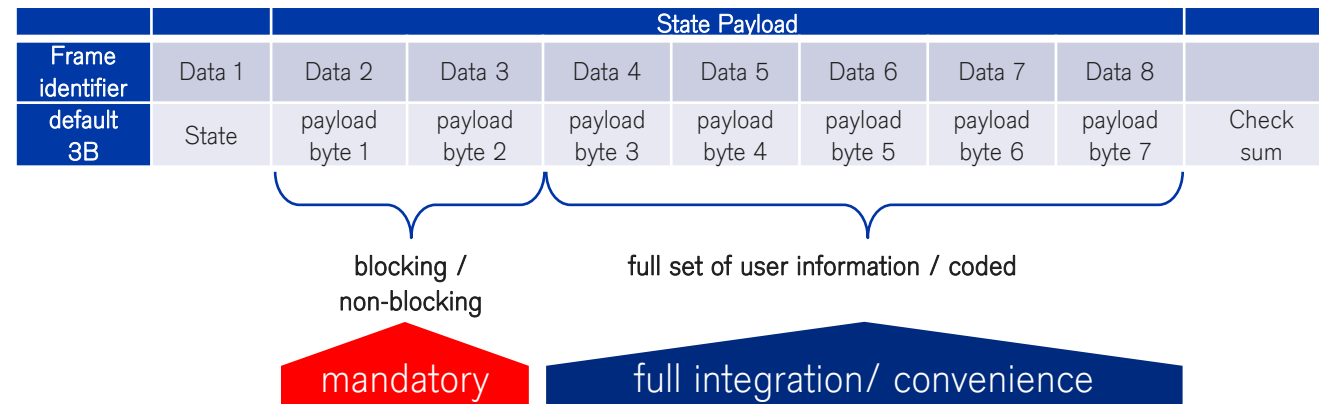 State Payload
Frame identifier Data 1 Data 2 Data 3 Data 4 Data 5 Data 6 Data 7 Data 8
default 3B State payload byte 1 payload byte 2 payload byte 3 payload byte 4 payload byte 5 payload byte 6 payload byte 7 Check sum
blocking /
non-blocking
full set of user information / coded
mandatory
full integration/ convenience